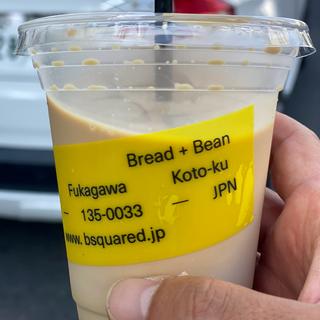 Bread + Bean
Fukagawa Koto-ku
— 135-0033 — JPN
www.bsquared.jp